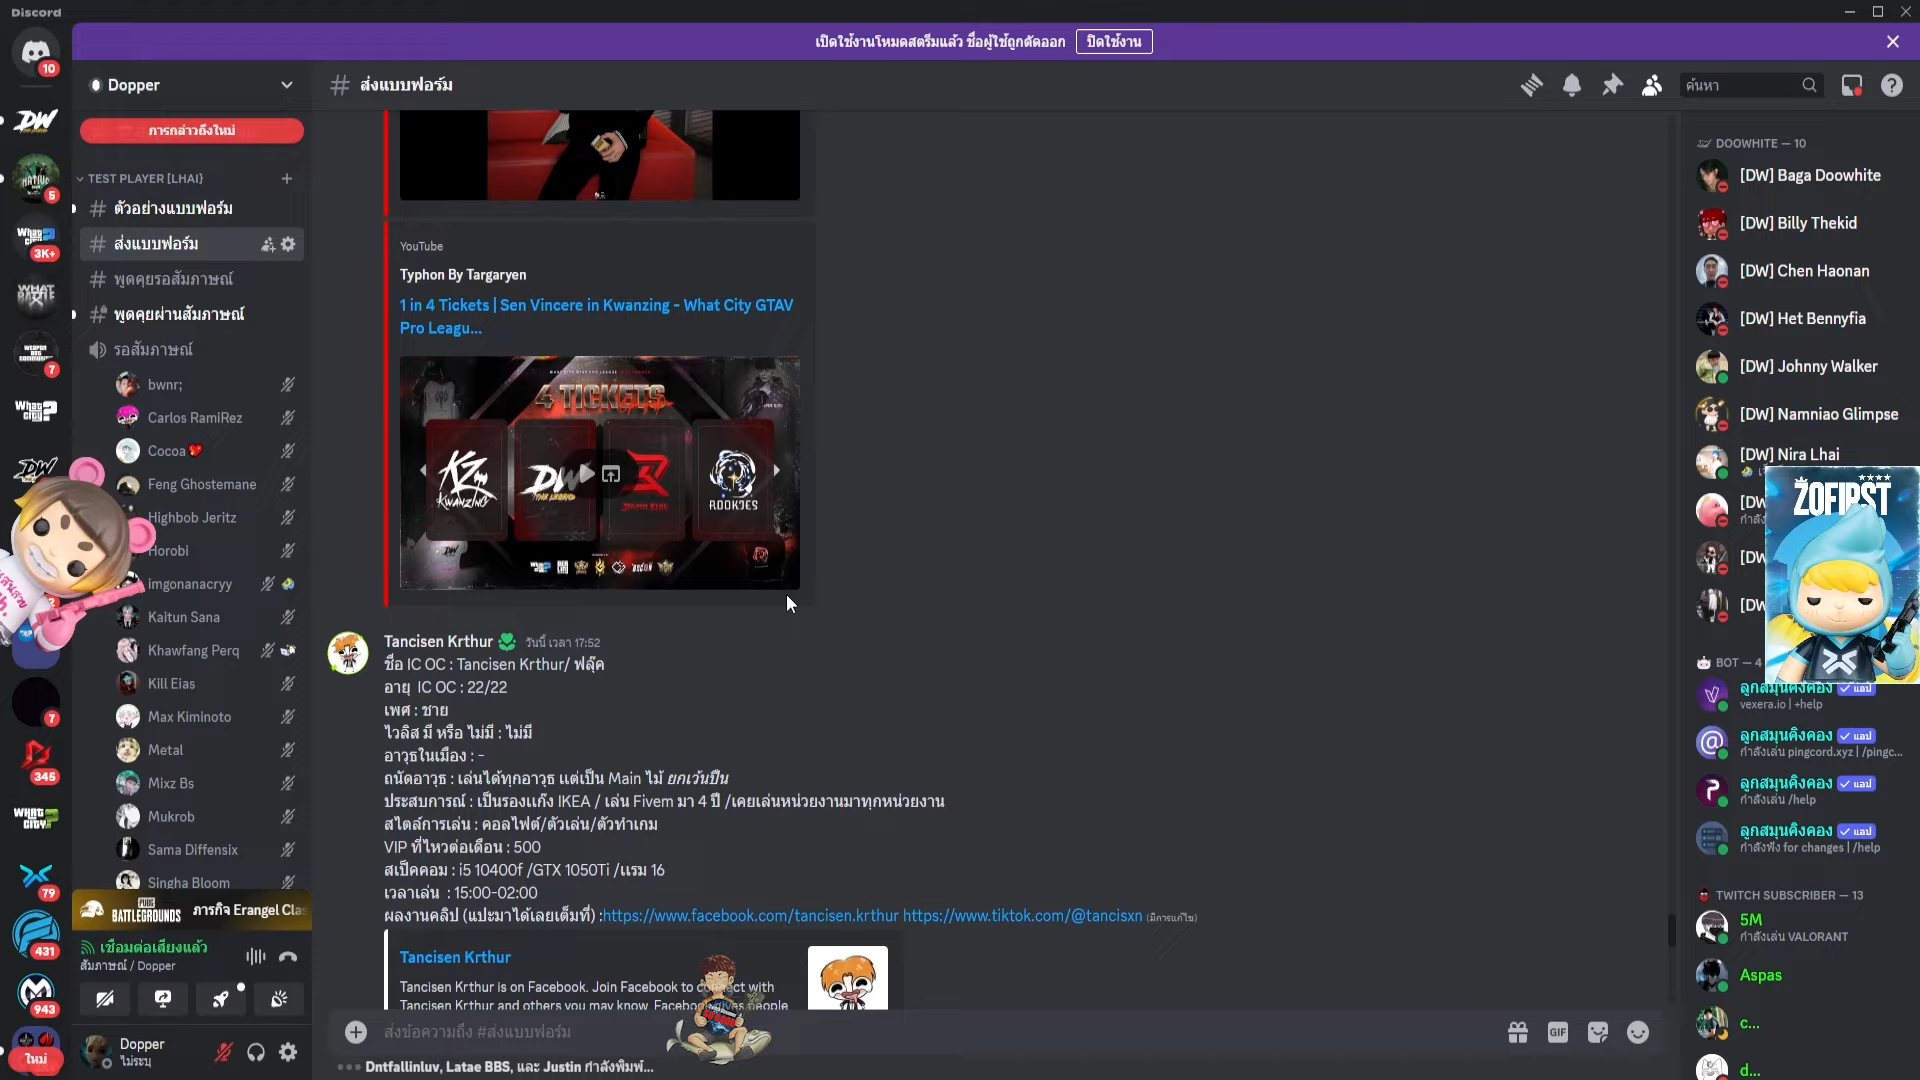 Discord
เปิดใช้งานโหมดสตรีมแล้ว ชื่อผู้ใช้ถูกตัดออก
ปิดใช้งาน
10
DW
5
3K+
WHAT BATTLE
7
What City
7
345
WHAT CITY
79
431
943
ใหม่
Dopper
การกล่าวถึงใหม่
TEST PLAYER [LHAI}
ตัวอย่างแบบฟอร์ม
ส่งแบบฟอร์ม
พูดคุยรอสัมภาษณ์
พูดคุยผ่านสัมภาษณ์
รอสัมภาษณ์
bwnr;
Carlos RamiRez
Cocoa
Feng Ghostemane
Highbob Jeritz
Horobi
imgonanacryy
Kaitun Sana
Khawfang Perq
Kill Eias
Max Kiminoto
Metal
Mixz Bs
Mukrob
Sama Diffensix
Singha Bloom
PUBG BATTLEGROUNDS
ภารกิจ Erangel Clas
เชื่อมต่อเสียงแล้ว
สัมภาษณ์ / Dopper
Dopper
ไม่ระบุ
# ส่งแบบฟอร์ม
ค้นหา
YouTube
Typhon By Targaryen
1 in 4 Tickets | Sen Vincere in Kwanzing - What City GTAV
Pro Leagu...
4 TICKETS
KZ KWANZING
DW
ROOKIES
Tancisen Krthur วันนี้ เวลา 17:52
ชื่อ IC OC : Tancisen Krthur/ ฟลุ๊ค
อายุ IC OC : 22/22
เพศ : ชาย
ไวลิส มี หรือ ไม่มี : ไม่มี
อาวุธในเมือง : -
ถนัดอาวุธ : เล่นได้ทุกอาวุธ แต่เป็น Main ไม้ ยกเว้นปืน
ประสบการณ์ : เป็นรองแก๊ง IKEA / เล่น Fivem มา 4 ปี /เคยเล่นหน่วยงานมาทุกหน่วยงาน
สไตล์การเล่น : คอลไฟต์/ตัวเล่น/ตัวทำเกม
VIP ที่ไหวต่อเดือน : 500
สเป็คคอม : i5 10400f /GTX 1050Ti /แรม 16
เวลาเล่น : 15:00-02:00
ผลงานคลิป (แปะมาได้เลยเต็มที่) :https://www.facebook.com/tancisen.krthur https://www.tiktok.com/@tancisxn (มีการแก้ไข)
Tancisen Krthur
Tancisen Krthur is on Facebook. Join Facebook to connect with
Tancisen Krthur and others you may know. Facebook gives people
ส่งข้อความถึง #ส่งแบบฟอร์ม
GIF
Dntfallinluv, Latae BBS, และ Justin กำลังพิมพ์...
DOOWHITE — 10
[DW] Baga Doowhite
[DW] Billy Thekid
[DW] Chen Haonan
[DW] Het Bennyfia
[DW] Johnny Walker
[DW] Namniao Glimpse
[DW] Nira Lhai
[DW
กำลัง
[DW
[DW
ZOFIRST
BOT — 4
ลูกสมุนคิงคอง แอป
vexera.io | +help
ลูกสมุนคิงคอง แอป
กำลังเล่น pingcord.xyz | /pingc...
ลูกสมุนคิงคอง แอป
กำลังเล่น /help
ลูกสมุนคิงคอง แอป
กำลังฟัง for changes | /help
TWITCH SUBSCRIBER — 13
5M
กำลังเล่น VALORANT
Aspas
c...
d...